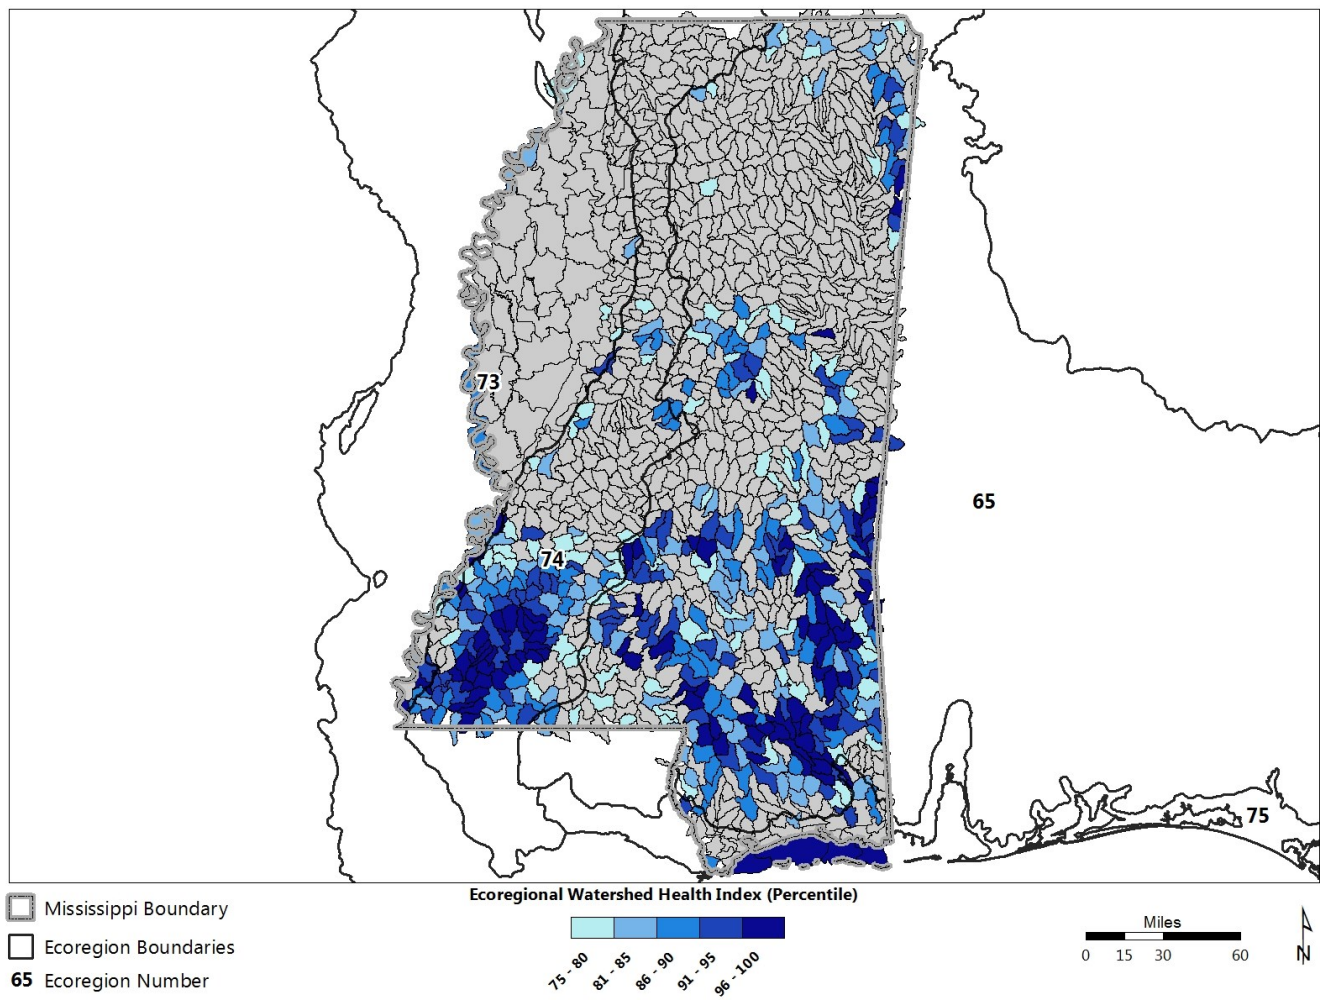 73
65
74
75
Ecoregional Watershed Health Index (Percentile)
Mississippi Boundary
Ecoregion Boundaries
65 Ecoregion Number
75 - 80
81 - 85
86 - 90
91 - 95
96 - 100
Miles
0 15 30 60
N